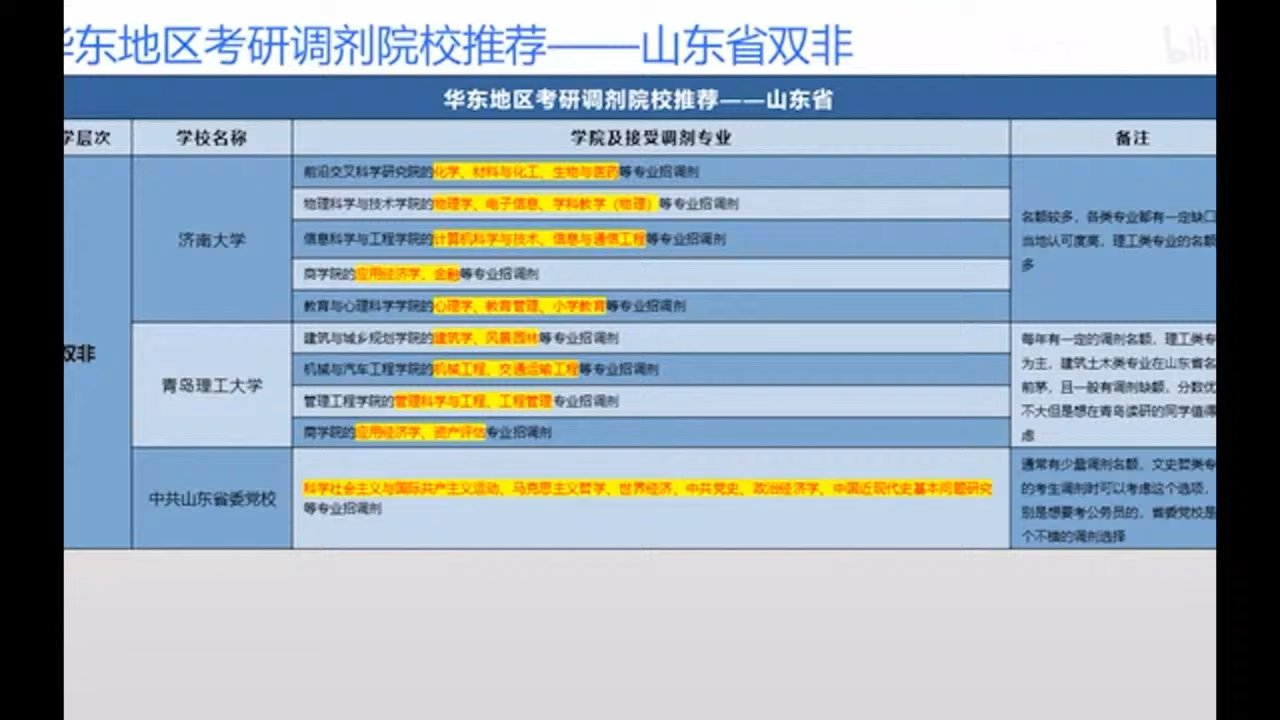 华东地区考研调剂院校推荐——山东省双非
bili
华东地区考研调剂院校推荐——山东省
学层次
学校名称
学院及接受调剂专业
备注
双非
济南大学
前沿交叉科学研究院的化学、材料与化工、生物与医药等专业招调剂
物理科学与技术学院的物理学、电子信息、学科教学（物理）等专业招调剂
信息科学与工程学院的计算机科学与技术、信息与通信工程等专业招调剂
商学院的应用经济学、金融等专业招调剂
教育与心理科学学院的心理学、教育管理、小学教育等专业招调剂
名额较多，各类专业都有一定缺口
当地认可度高，理工类专业的名额
多
青岛理工大学
建筑与城乡规划学院的建筑学、风景园林等专业招调剂
机械与汽车工程学院的机械工程、交通运输工程等专业招调剂
管理工程学院的管理科学与工程、工程管理专业招调剂
商学院的应用经济学、资产评估专业招调剂
每年有一定的调剂名额，理工类专
为主，建筑土木类专业在山东省名
前茅，且一般有调剂缺额，分数优
不大但是想在青岛读研的同学值得
虑
中共山东省委党校
科学社会主义与国际共产主义运动、马克思主义哲学、世界经济、中共党史、政治经济学、中国近现代史基本问题研究
等专业招调剂
通常有少量调剂名额，文史哲类专
的考生调剂时可以考虑这个选项，
别是想要考公务员的，省委党校是
个不错的调剂选择